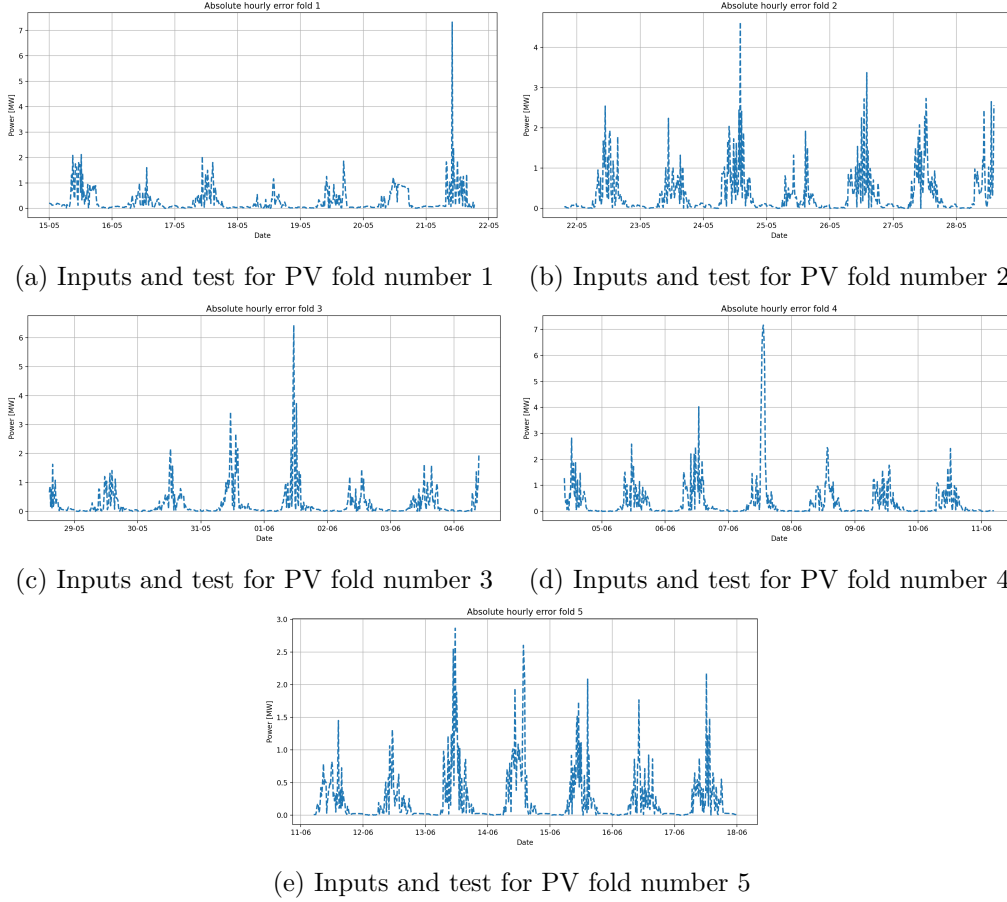 Absolute hourly error fold 1
Power [MW]
7
6
5
4
3
2
1
0
15-05 16-05 17-05 18-05 19-05 20-05 21-05 22-05
Date
(a) Inputs and test for PV fold number 1
Absolute hourly error fold 2
Power [MW]
4
3
2
1
0
22-05 23-05 24-05 25-05 26-05 27-05 28-05
Date
(b) Inputs and test for PV fold number 2
Absolute hourly error fold 3
Power [MW]
6
5
4
3
2
1
0
29-05 30-05 31-05 01-06 02-06 03-06 04-06
Date
(c) Inputs and test for PV fold number 3
Absolute hourly error fold 4
Power [MW]
7
6
5
4
3
2
1
0
05-06 06-06 07-06 08-06 09-06 10-06 11-06
Date
(d) Inputs and test for PV fold number 4
Absolute hourly error fold 5
Power [MW]
3.0
2.5
2.0
1.5
1.0
0.5
0.0
11-06 12-06 13-06 14-06 15-06 16-06 17-06 18-06
Date
(e) Inputs and test for PV fold number 5